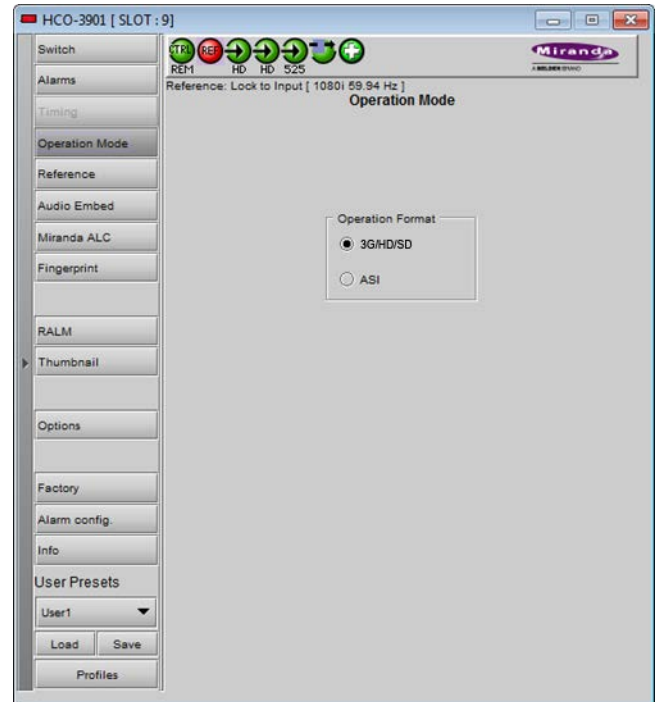 HCO-3901 [ SLOT : 9]
Switch
Alarms
Timing
Operation Mode
Reference
Audio Embed
Miranda ALC
Fingerprint
RALM
Thumbnail
Options
Factory
Alarm config.
Info
User Presets
User1
Load Save
Profiles
CTRL REF
REM HD HD 525
Miranda
A BELDEN BRAND
Reference: Lock to Input [ 1080i 59.94 Hz ]
Operation Mode
Operation Format
3G/HD/SD
ASI